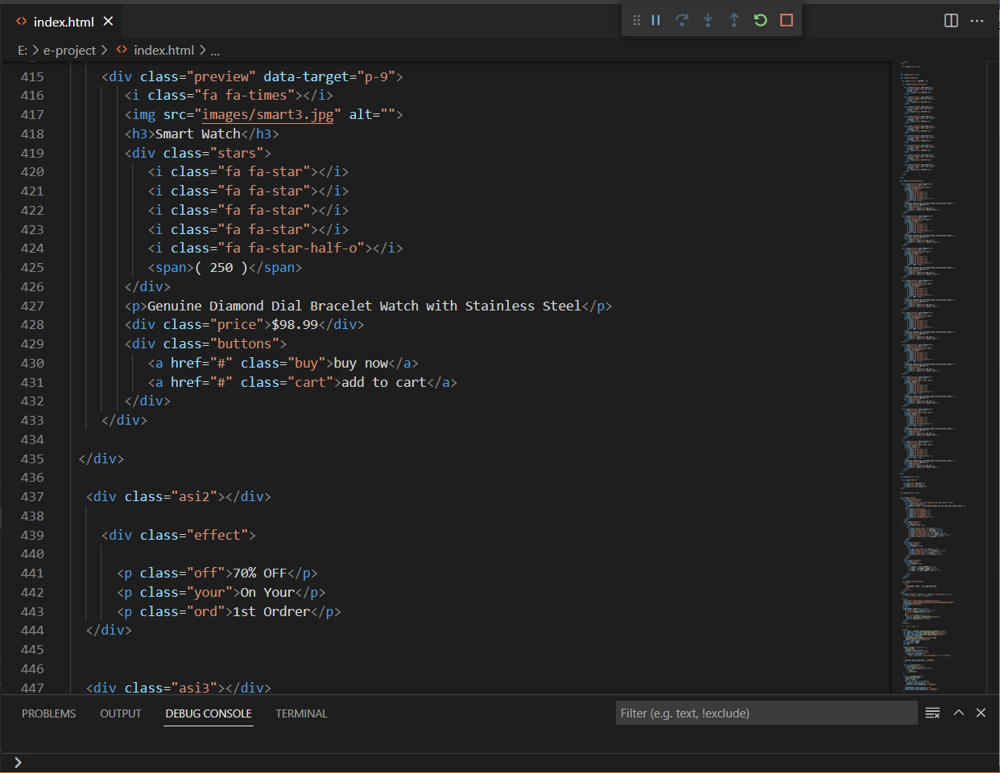 index.html
E: > e-project > index.html > ...
415 <div class="preview" data-target="p-9">
416 <i class="fa fa-times"></i>
417 <img src="images/smart3.jpg" alt="">
418 <h3>Smart Watch</h3>
419 <div class="stars">
420 <i class="fa fa-star"></i>
421 <i class="fa fa-star"></i>
422 <i class="fa fa-star"></i>
423 <i class="fa fa-star"></i>
424 <i class="fa fa-star-half-o"></i>
425 <span>( 250 )</span>
426 </div>
427 <p>Genuine Diamond Dial Bracelet Watch with Stainless Steel</p>
428 <div class="price">$98.99</div>
429 <div class="buttons">
430 <a href="#" class="buy">buy now</a>
431 <a href="#" class="cart">add to cart</a>
432 </div>
433 </div>
434
435 </div>
436
437 <div class="asi2"></div>
438
439 <div class="effect">
440
441 <p class="off">70% OFF</p>
442 <p class="your">On Your</p>
443 <p class="ord">1st Ordrer</p>
444 </div>
445
446
447 <div class="asi3"></div>
PROBLEMS OUTPUT DEBUG CONSOLE TERMINAL Filter (e.g. text, !exclude)